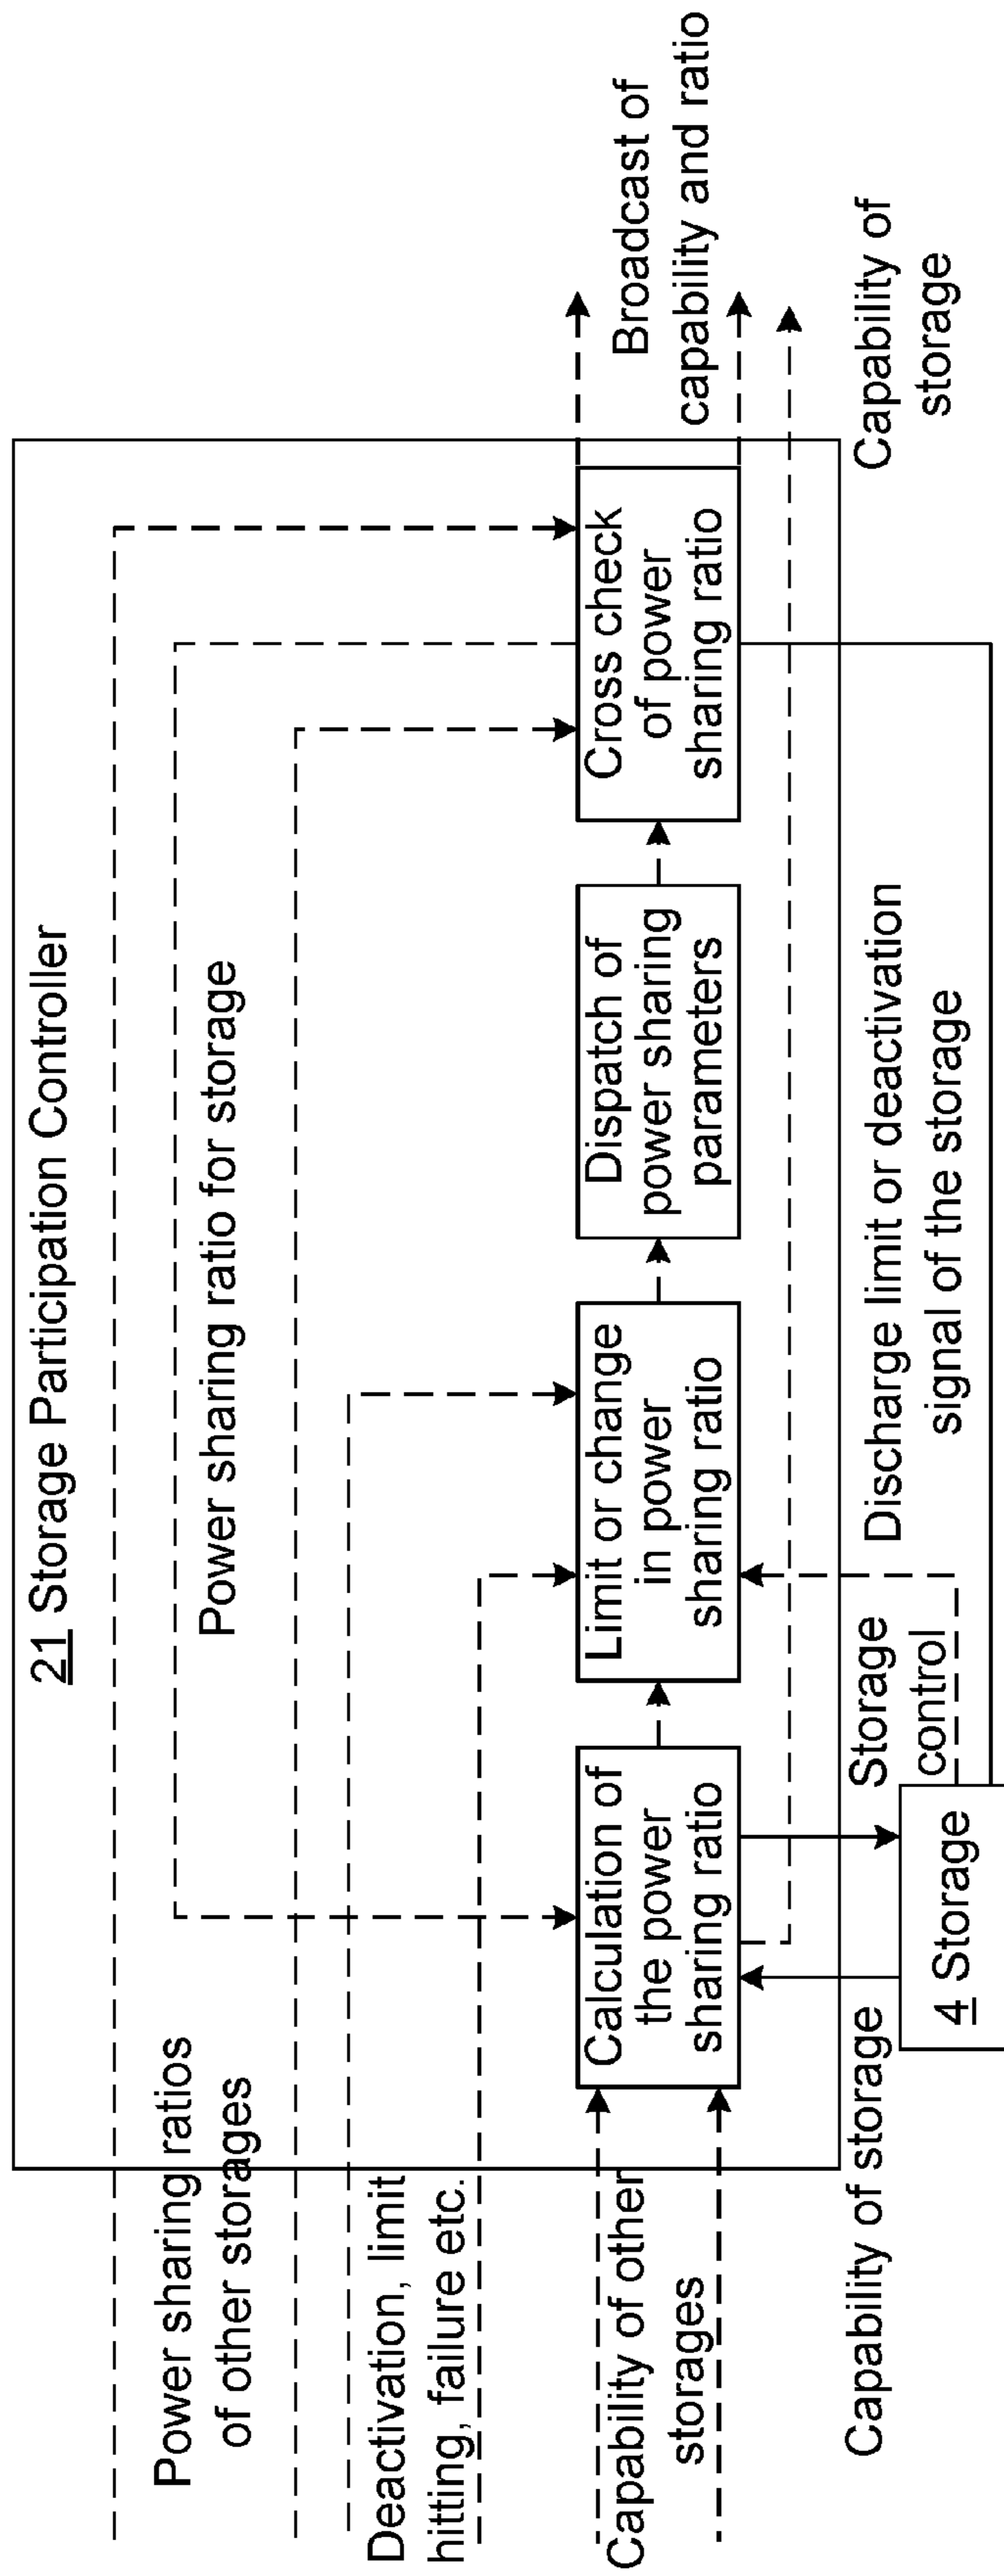 21 Storage Participation Controller
Power sharing ratios
of other storages
Power sharing ratio for storage
Deactivation, limit
hitting, failure etc.
Capability of other
storages
Calculation of
the power
sharing ratio
Limit or change
in power
sharing ratio
Dispatch of
power sharing
parameters
Cross check
of power
sharing ratio
Broadcast of
capability and ratio
Capability of
storage
Capability of storage
4 Storage
Storage
control
Discharge limit or deactivation
signal of the storage